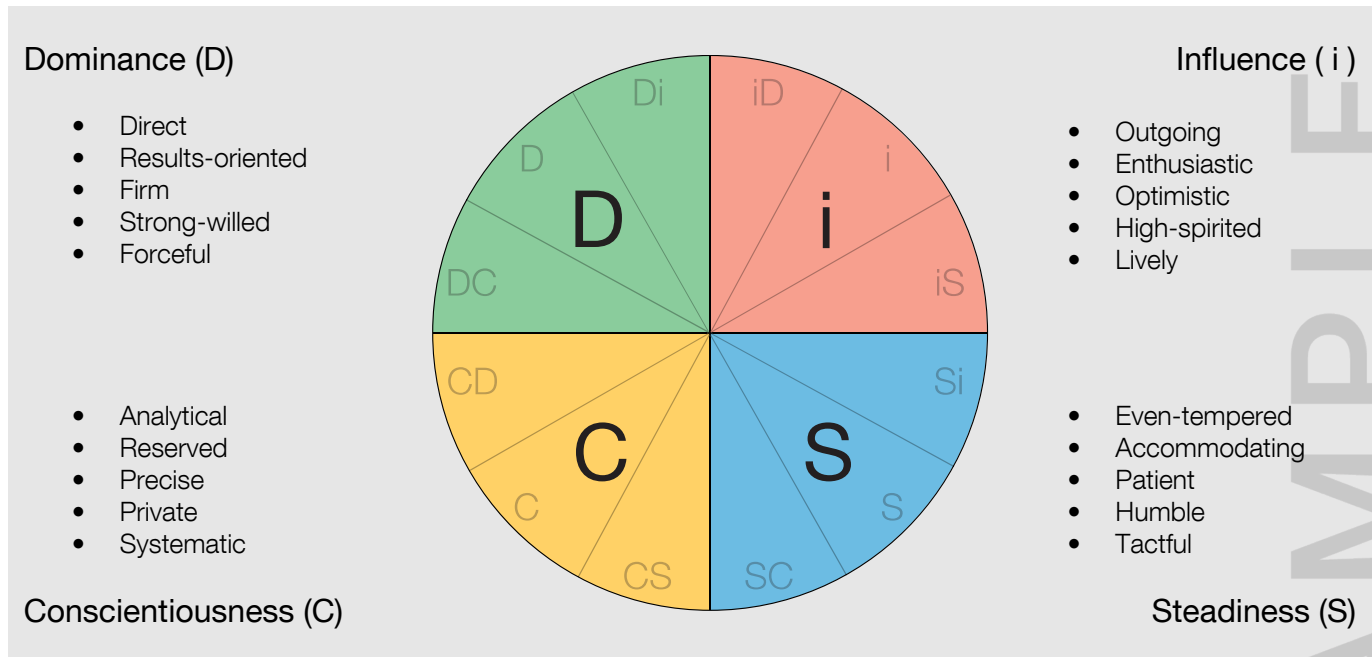 Dominance (D)
Direct
Results-oriented
Firm
Strong-willed
Forceful
Influence ( i )
Outgoing
Enthusiastic
Optimistic
High-spirited
Lively
Di
iD
D
i
D
i
DC
iS
CD
Si
C
S
C
S
CS
SC
Analytical
Reserved
Precise
Private
Systematic
Conscientiousness (C)
Even-tempered
Accommodating
Patient
Humble
Tactful
Steadiness (S)